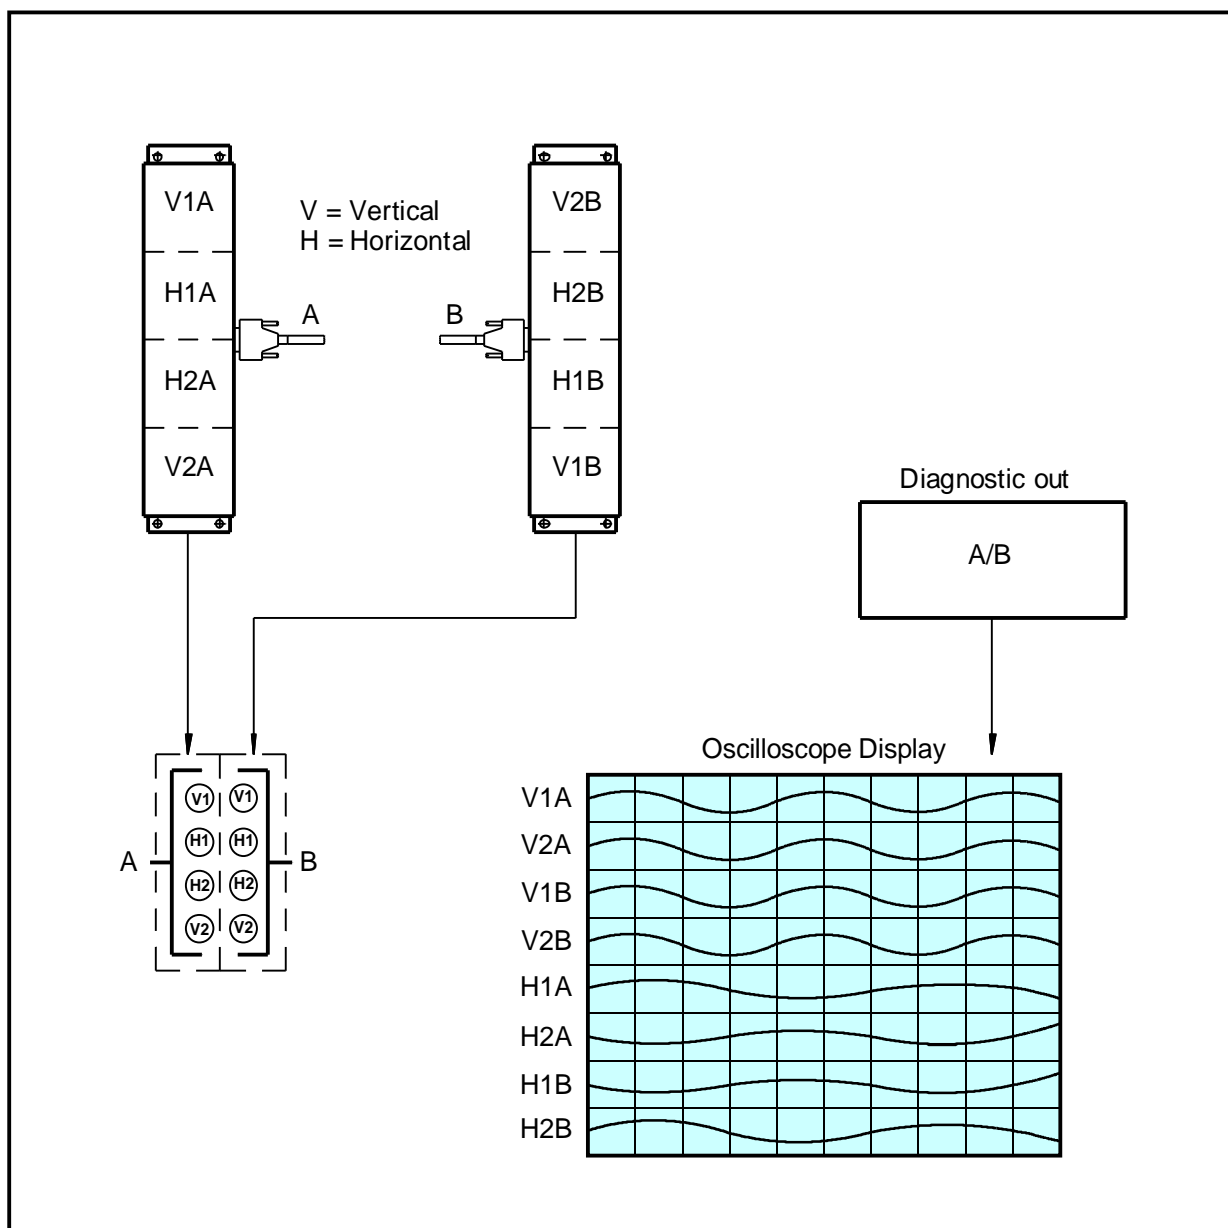 V1A
H1A
H2A
V2A
A
V = Vertical
H = Horizontal
B
V2B
H2B
H1B
V1B
Diagnostic out
A/B
A
V1
V1
H1
H1
H2
H2
V2
V2
B
Oscilloscope Display
V1A
V2A
V1B
V2B
H1A
H2A
H1B
H2B